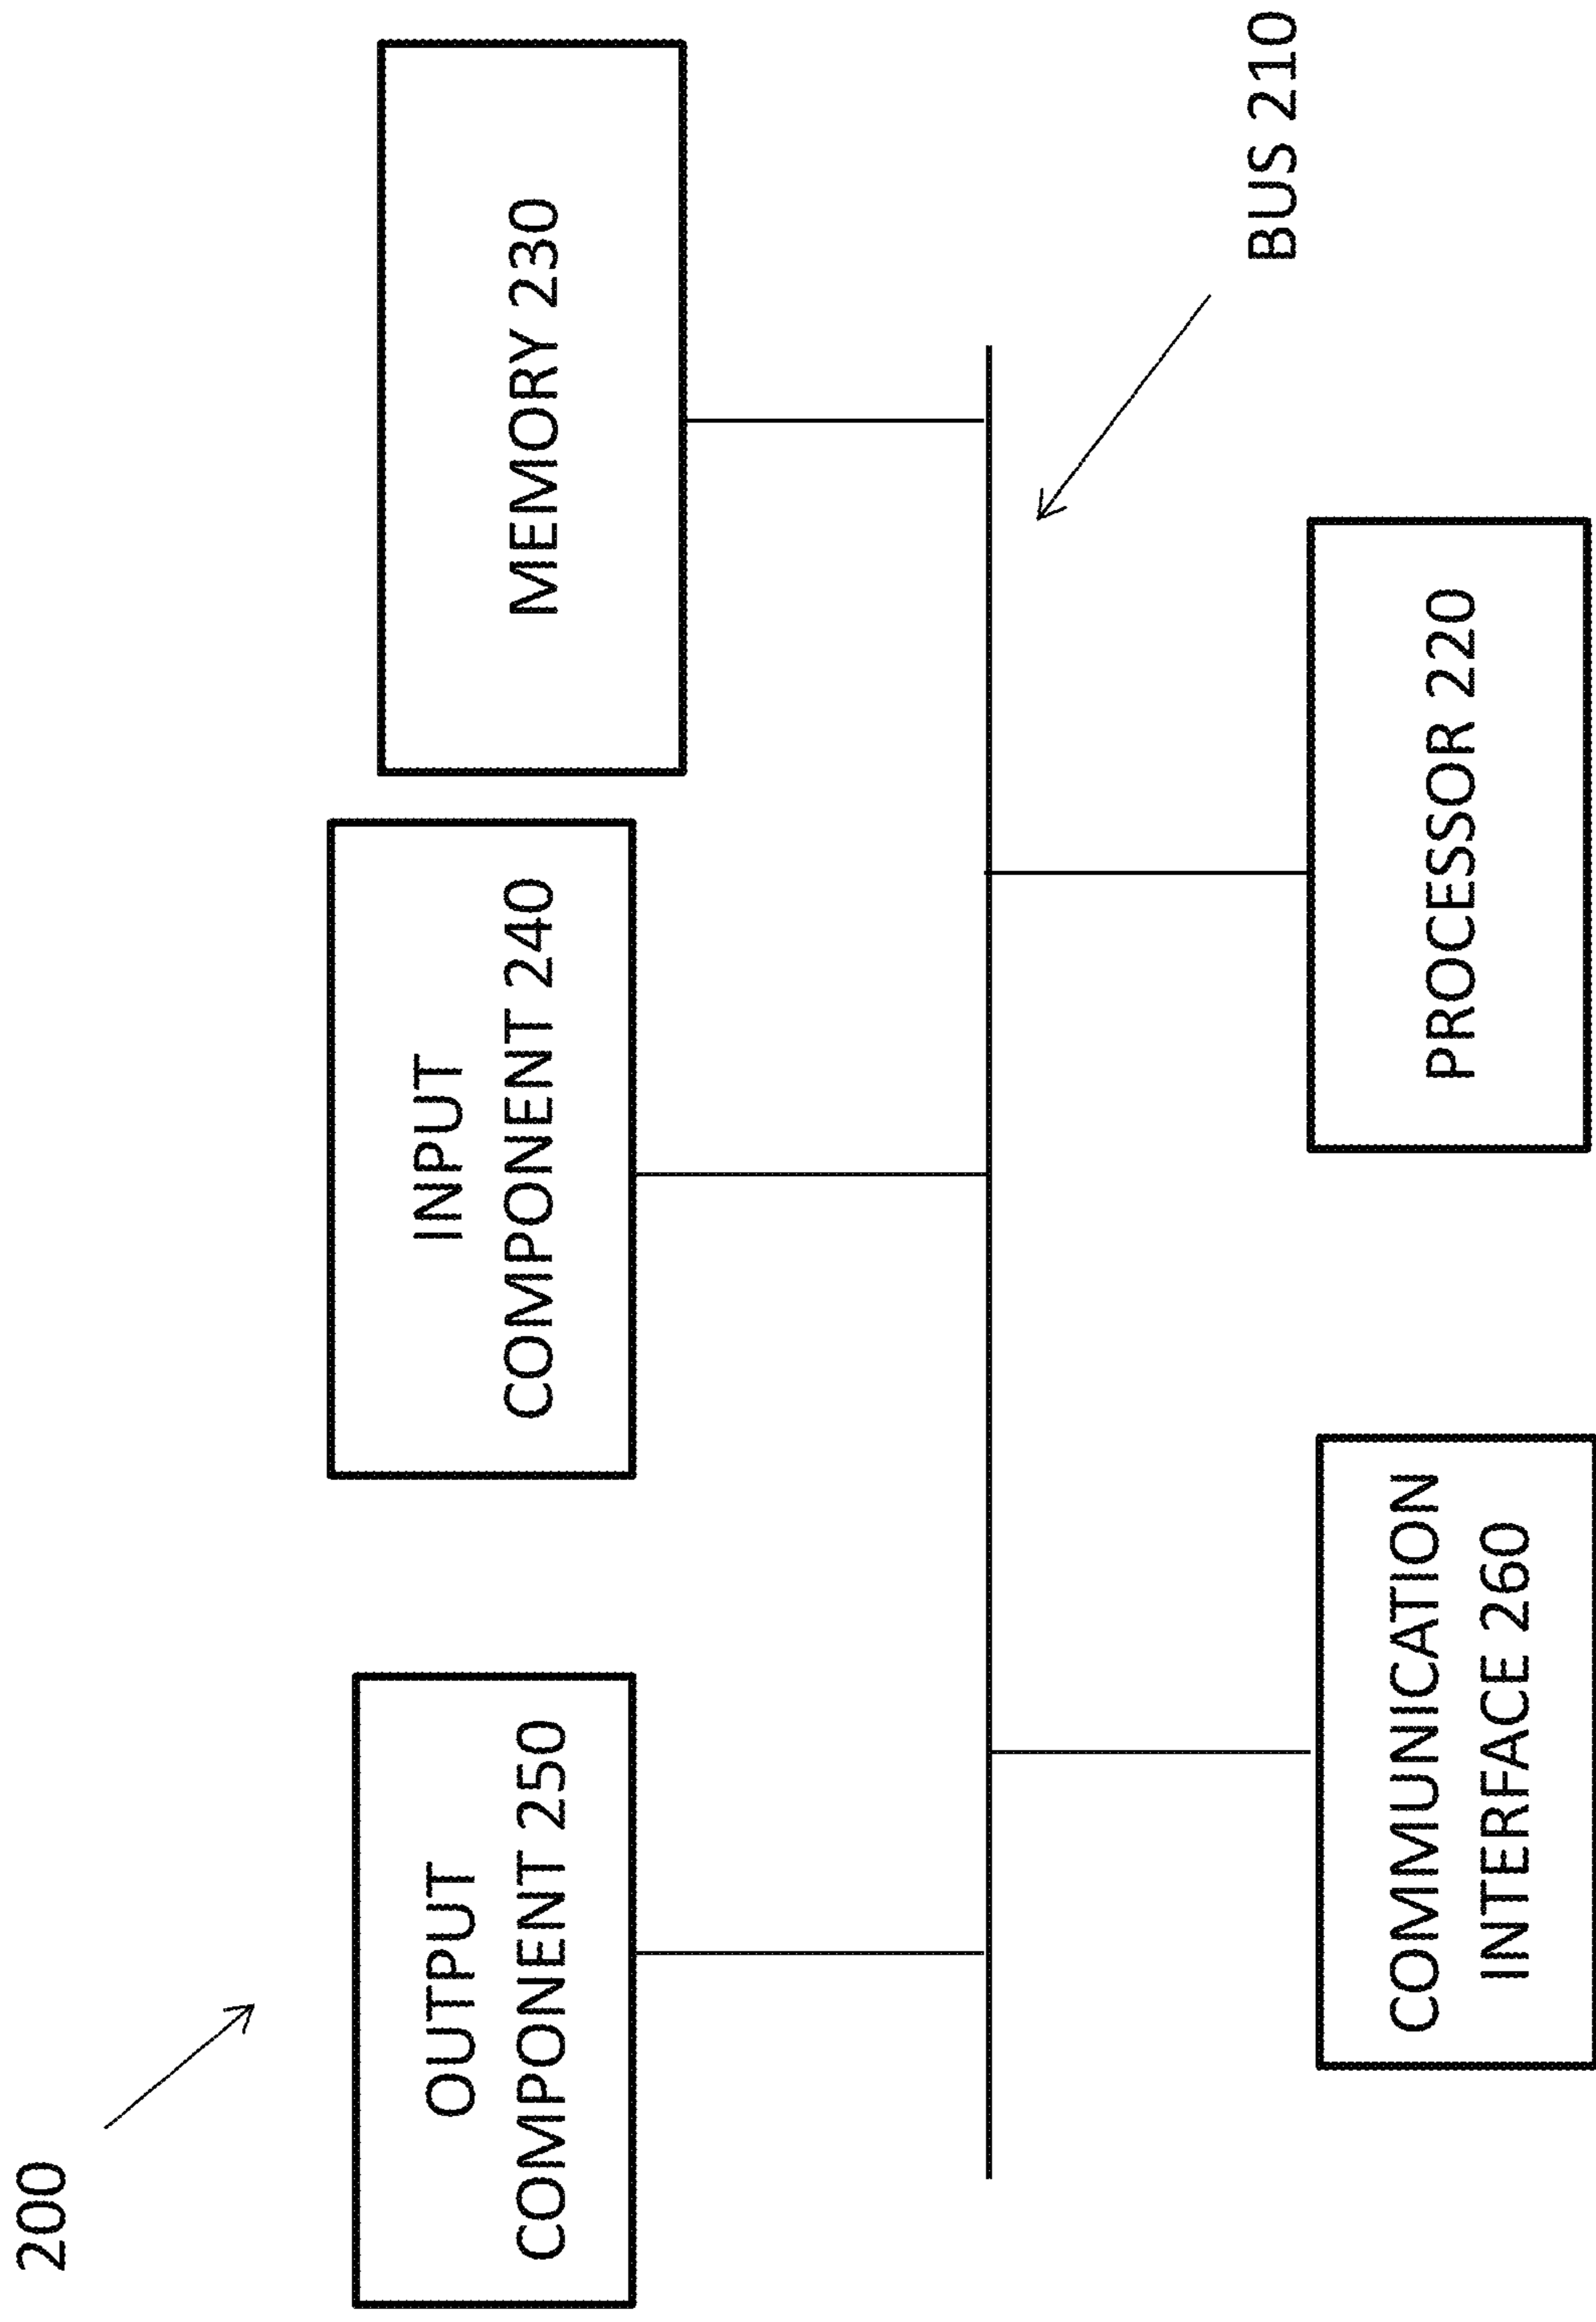 200
OUTPUT
COMPONENT 250
INPUT
COMPONENT 240
MEMORY 230
BUS 210
COMMUNICATION
INTERFACE 260
PROCESSOR 220